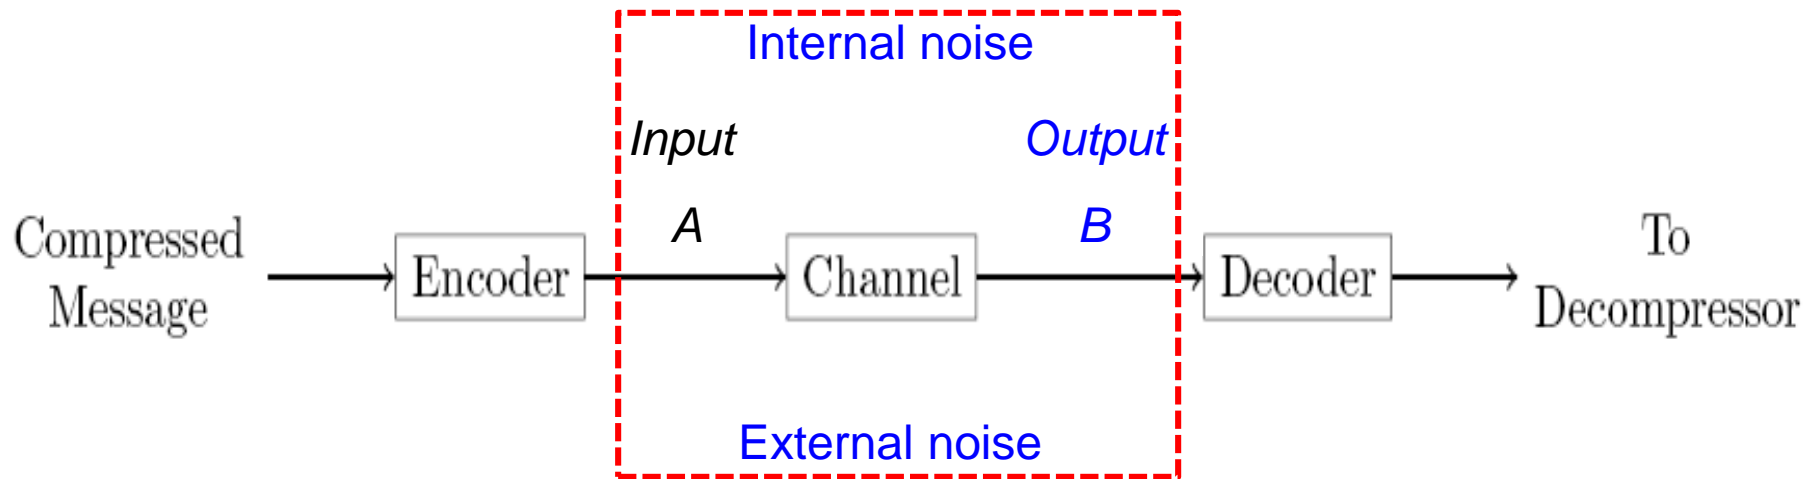 Internal noise
Input
Output
A
B
Compressed
Message
Encoder
Channel
Decoder
To
Decompressor
External noise